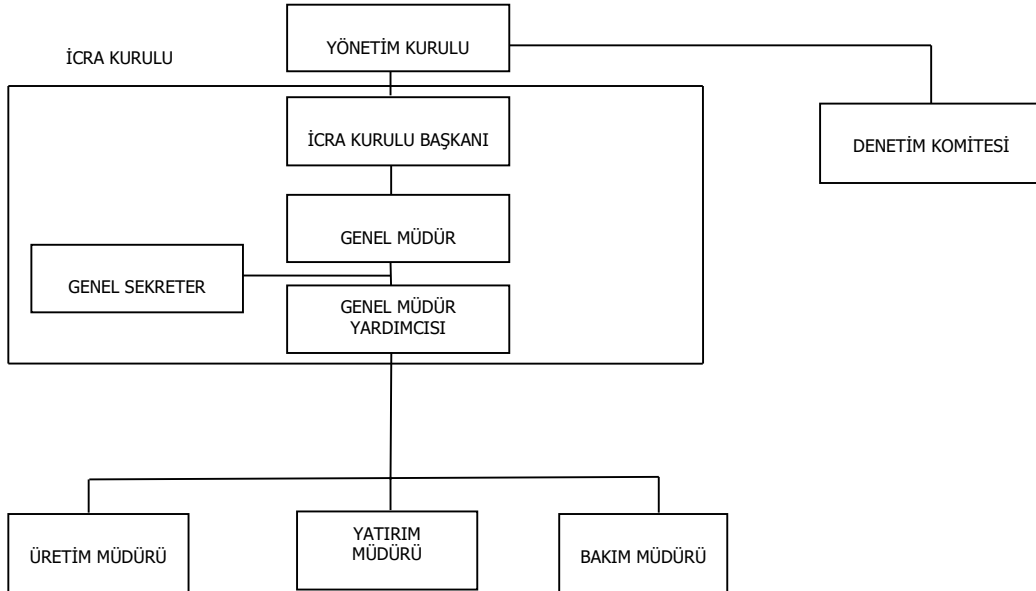 YÖNETİM KURULU
İCRA KURULU
İCRA KURULU BAŞKANI
DENETİM KOMİTESİ
GENEL MÜDÜR
GENEL SEKRETER
GENEL MÜDÜR
YARDIMCISI
ÜRETİM MÜDÜRÜ
YATIRIM
MÜDÜRÜ
BAKIM MÜDÜRÜ